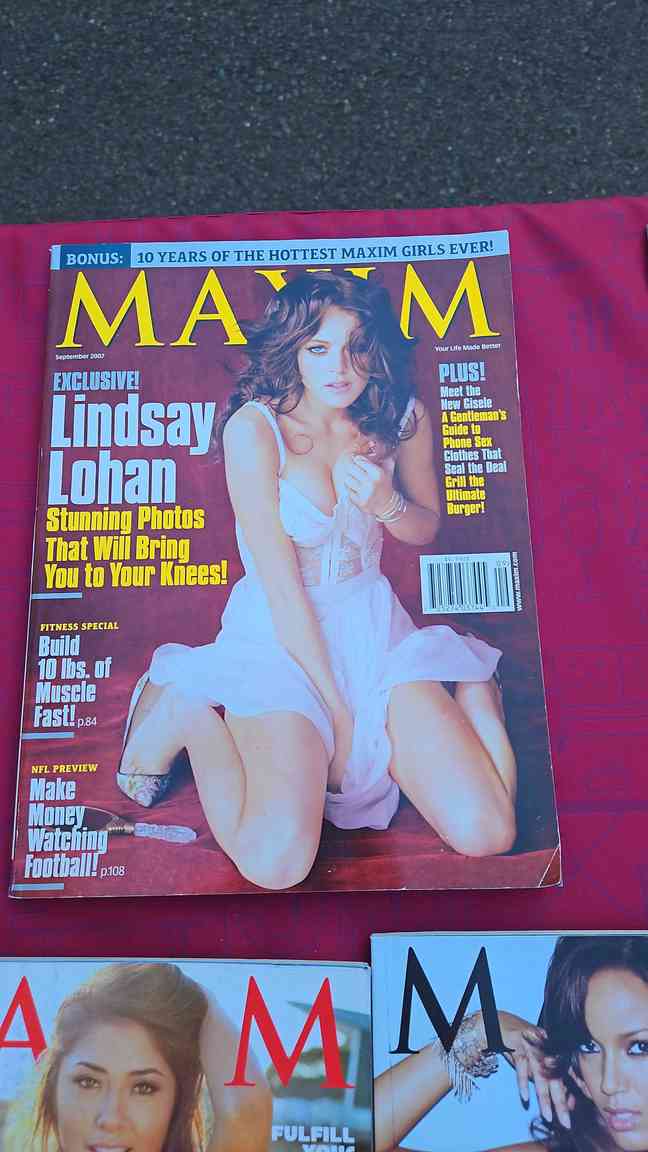 BONUS: 10 YEARS OF THE HOTTEST MAXIM GIRLS EVER!
MAXIM
September 2007
Your Life Made Better
EXCLUSIVE!
Lindsay
Lohan
Stunning Photos
That Will Bring
You to Your Knees!
PLUS!
Meet the
New Gisele
A Gentleman's
Guide to
Phone Sex
Clothes That
Seal the Deal
Grill the
Ultimate
Burger!
www.maxim.com
FITNESS SPECIAL
Build
10 lbs. of
Muscle
Fast! p.84
NFL PREVIEW
Make
Money
Watching
Football! p.108
A M
FULFILL
YOUR
M